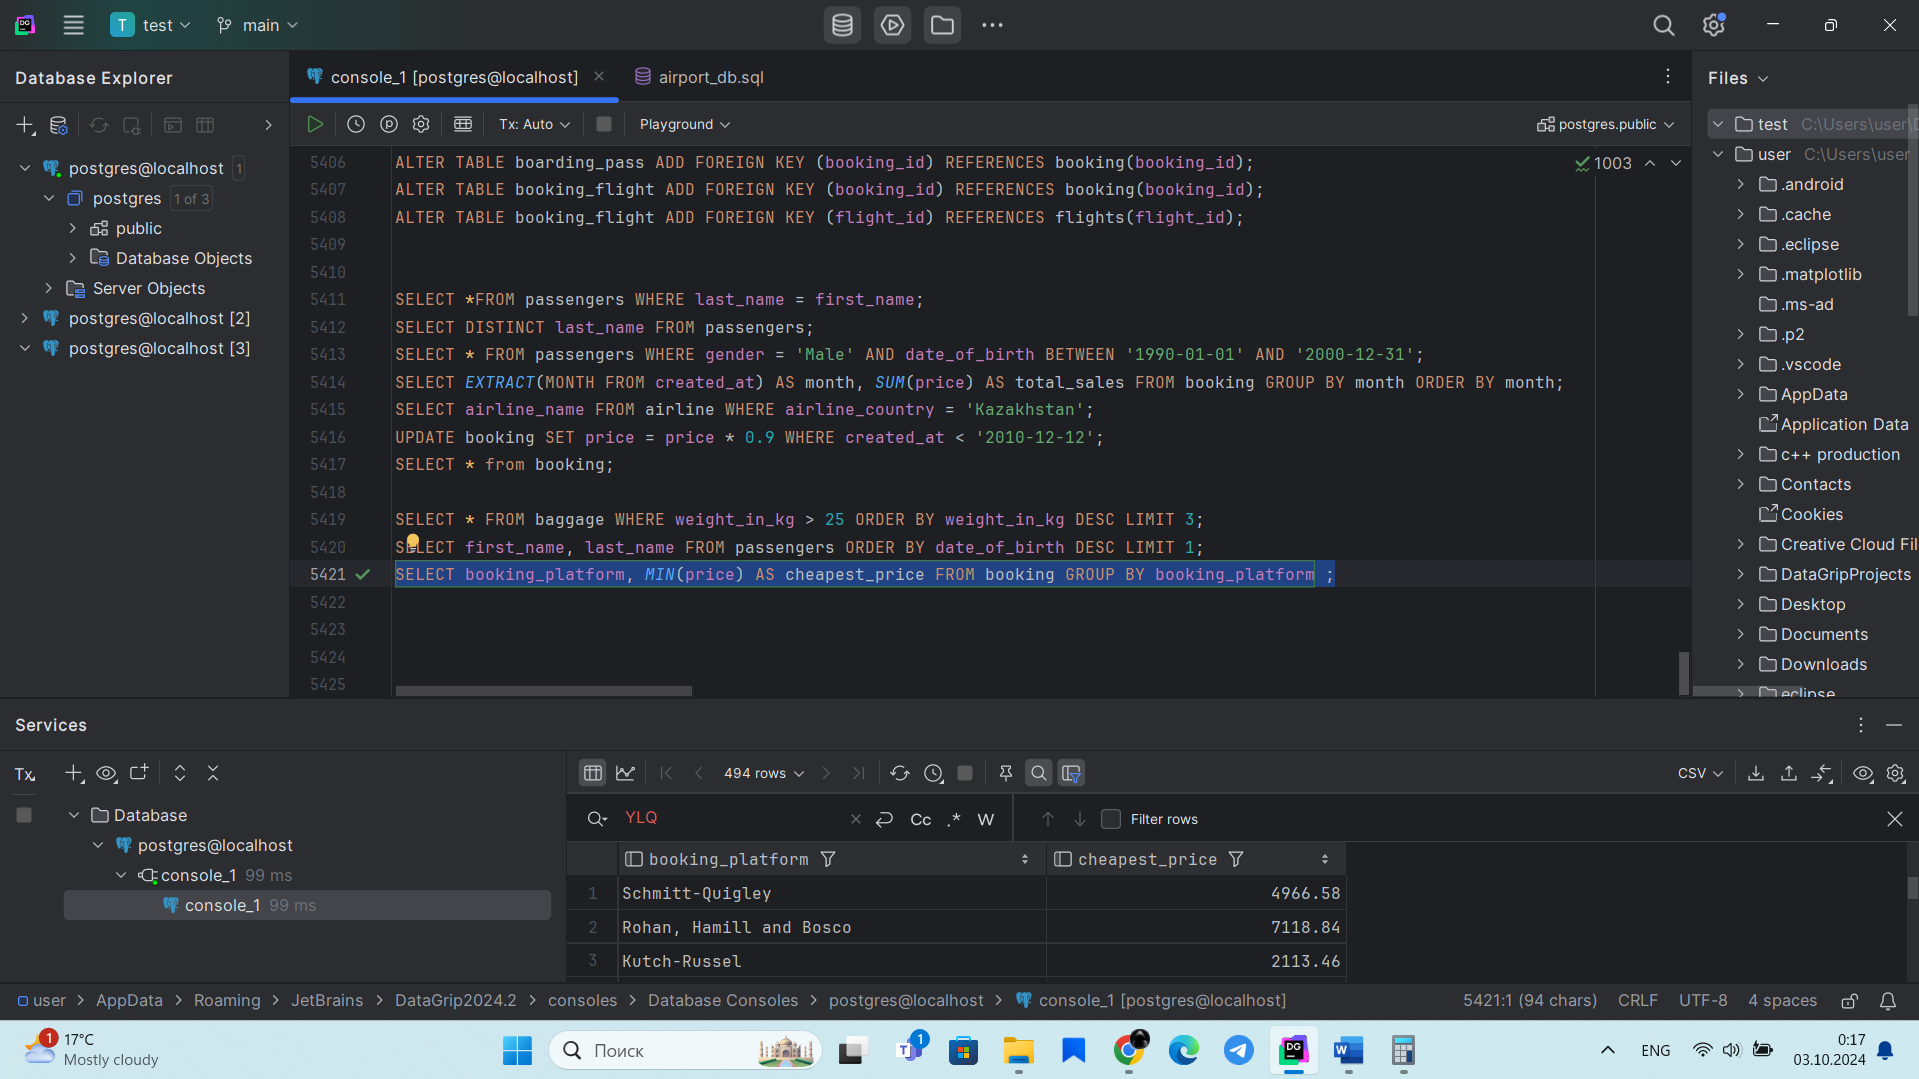 T test main
Database Explorer
console_1 [postgres@localhost]
airport_db.sql
Files
Tx: Auto
Playground
postgres.public
postgres@localhost 1
postgres 1 of 3
public
Database Objects
Server Objects
postgres@localhost [2]
postgres@localhost [3]
1003
5406 ALTER TABLE boarding_pass ADD FOREIGN KEY (booking_id) REFERENCES booking(booking_id);
5407 ALTER TABLE booking_flight ADD FOREIGN KEY (booking_id) REFERENCES booking(booking_id);
5408 ALTER TABLE booking_flight ADD FOREIGN KEY (flight_id) REFERENCES flights(flight_id);
5409
5410
5411 SELECT *FROM passengers WHERE last_name = first_name;
5412 SELECT DISTINCT last_name FROM passengers;
5413 SELECT * FROM passengers WHERE gender = 'Male' AND date_of_birth BETWEEN '1990-01-01' AND '2000-12-31';
5414 SELECT EXTRACT(MONTH FROM created_at) AS month, SUM(price) AS total_sales FROM booking GROUP BY month ORDER BY month;
5415 SELECT airline_name FROM airline WHERE airline_country = 'Kazakhstan';
5416 UPDATE booking SET price = price * 0.9 WHERE created_at < '2010-12-12';
5417 SELECT * from booking;
5418
5419 SELECT * FROM baggage WHERE weight_in_kg > 25 ORDER BY weight_in_kg DESC LIMIT 3;
5420 SELECT first_name, last_name FROM passengers ORDER BY date_of_birth DESC LIMIT 1;
5421 SELECT booking_platform, MIN(price) AS cheapest_price FROM booking GROUP BY booking_platform ;
5422
5423
5424
5425
test C:\Users\user\
user C:\Users\user
.android
.cache
.eclipse
.matplotlib
.ms-ad
.p2
.vscode
AppData
Application Data
c++ production
Contacts
Cookies
Creative Cloud Fil
DataGripProjects
Desktop
Documents
Downloads
eclipse
Services
Tx
Database
postgres@localhost
console_1 99 ms
console_1 99 ms
494 rows
CSV
YLQ
Cc .* W
Filter rows
booking_platform cheapest_price
1 Schmitt-Quigley 4966.58
2 Rohan, Hamill and Bosco 7118.84
3 Kutch-Russel 2113.46
user > AppData > Roaming > JetBrains > DataGrip2024.2 > consoles > Database Consoles > postgres@localhost > console_1 [postgres@localhost]
5421:1 (94 chars) CRLF UTF-8 4 spaces
1
17°C
Mostly cloudy
Поиск
1
ENG
0:17
03.10.2024